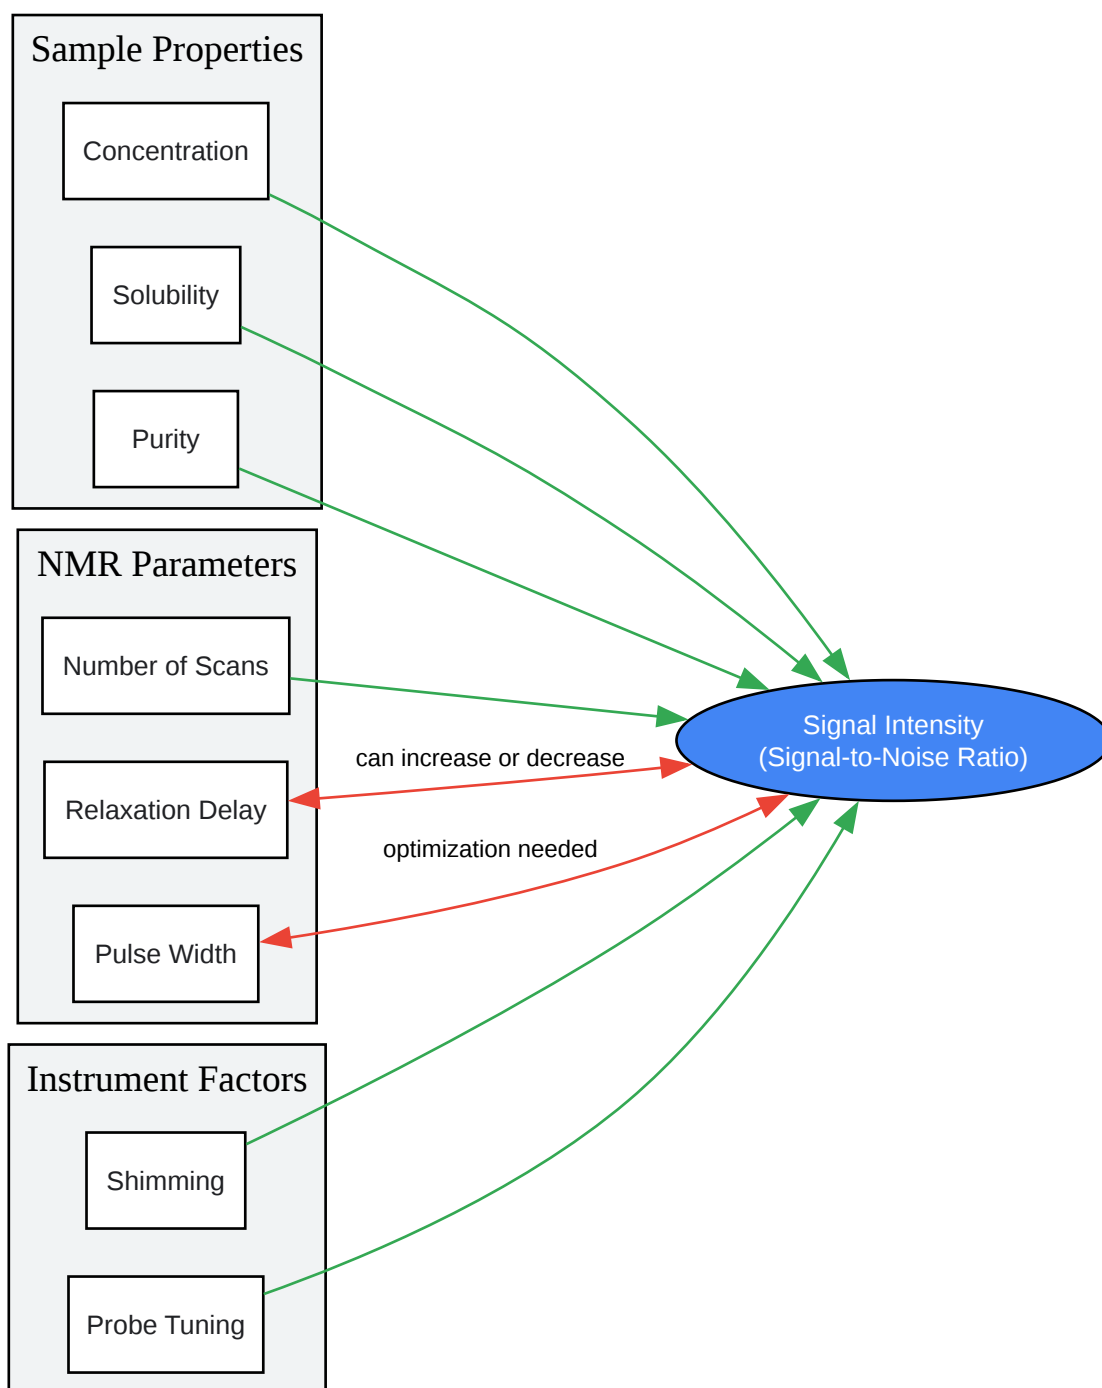 Sample Properties
Concentration
Solubility
Purity
NMR Parameters
Number of Scans
Relaxation Delay
Pulse Width
Instrument Factors
Shimming
Probe Tuning
can increase or decrease
optimization needed
Signal Intensity
(Signal-to-Noise Ratio)